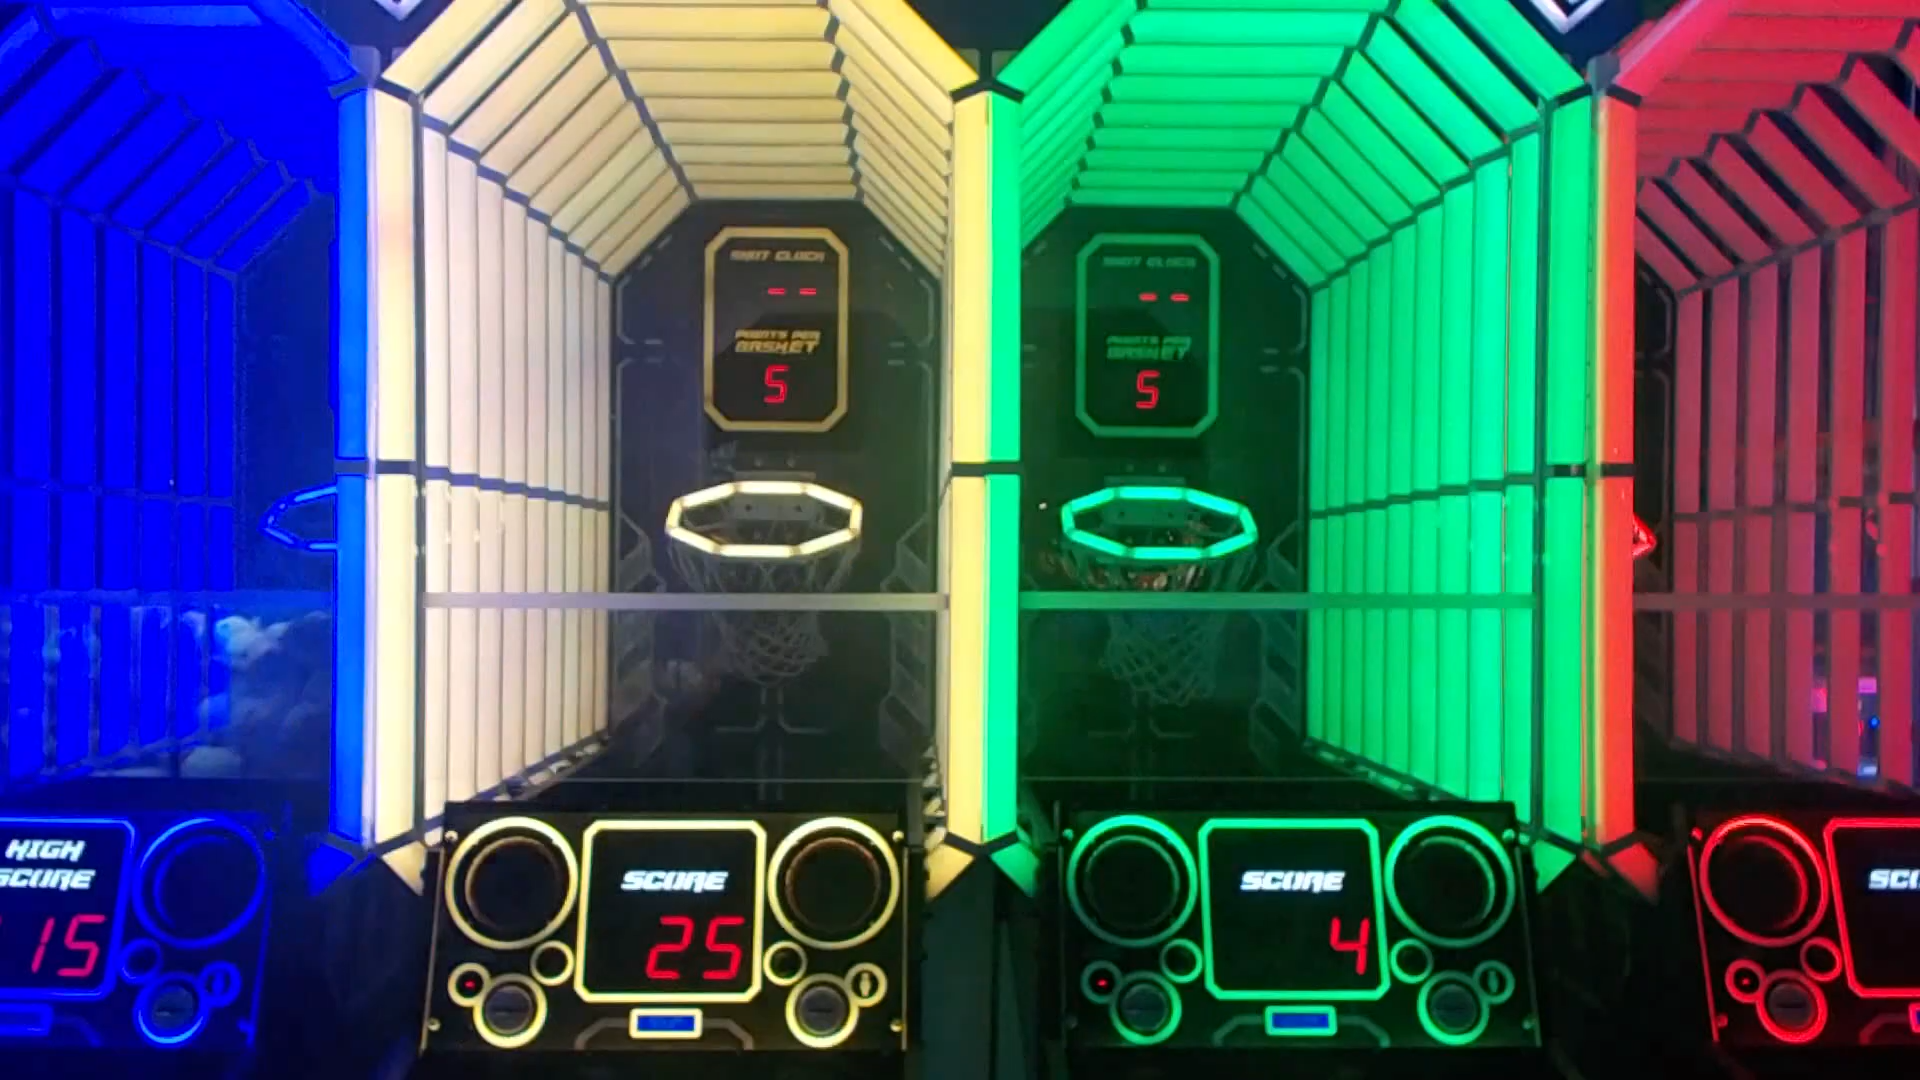 SHOT CLOCK
- -
POINTS PER
BASKET
5
SHOT CLOCK
- -
POINTS PER
BASKET
5
HIGH
SCORE
15
SCORE
25
SCORE
4
SCO